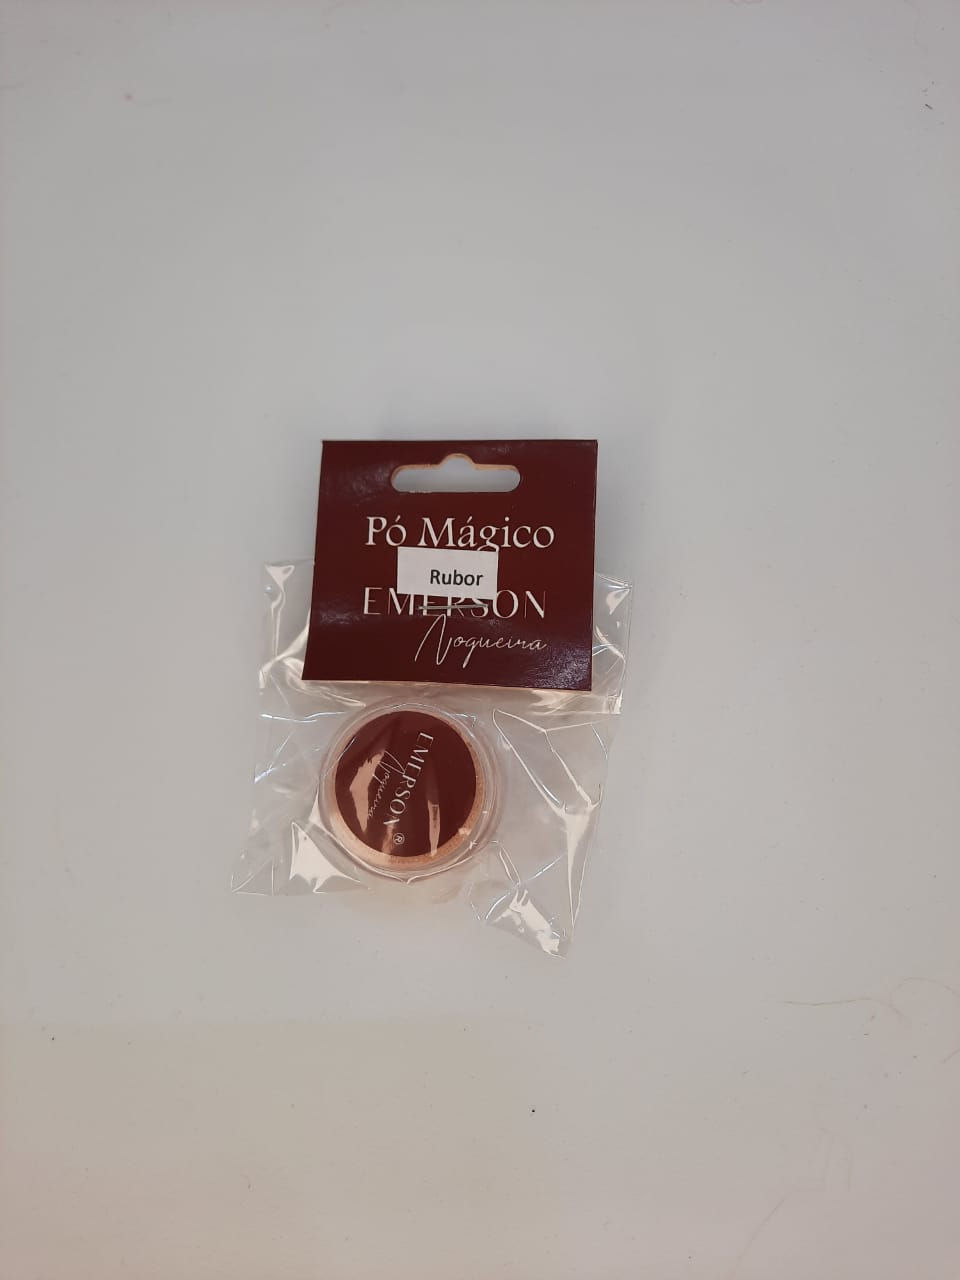 Pó Mágico
Rubor
EMERSON
Nogueira
EMERSON
Nogueira
®